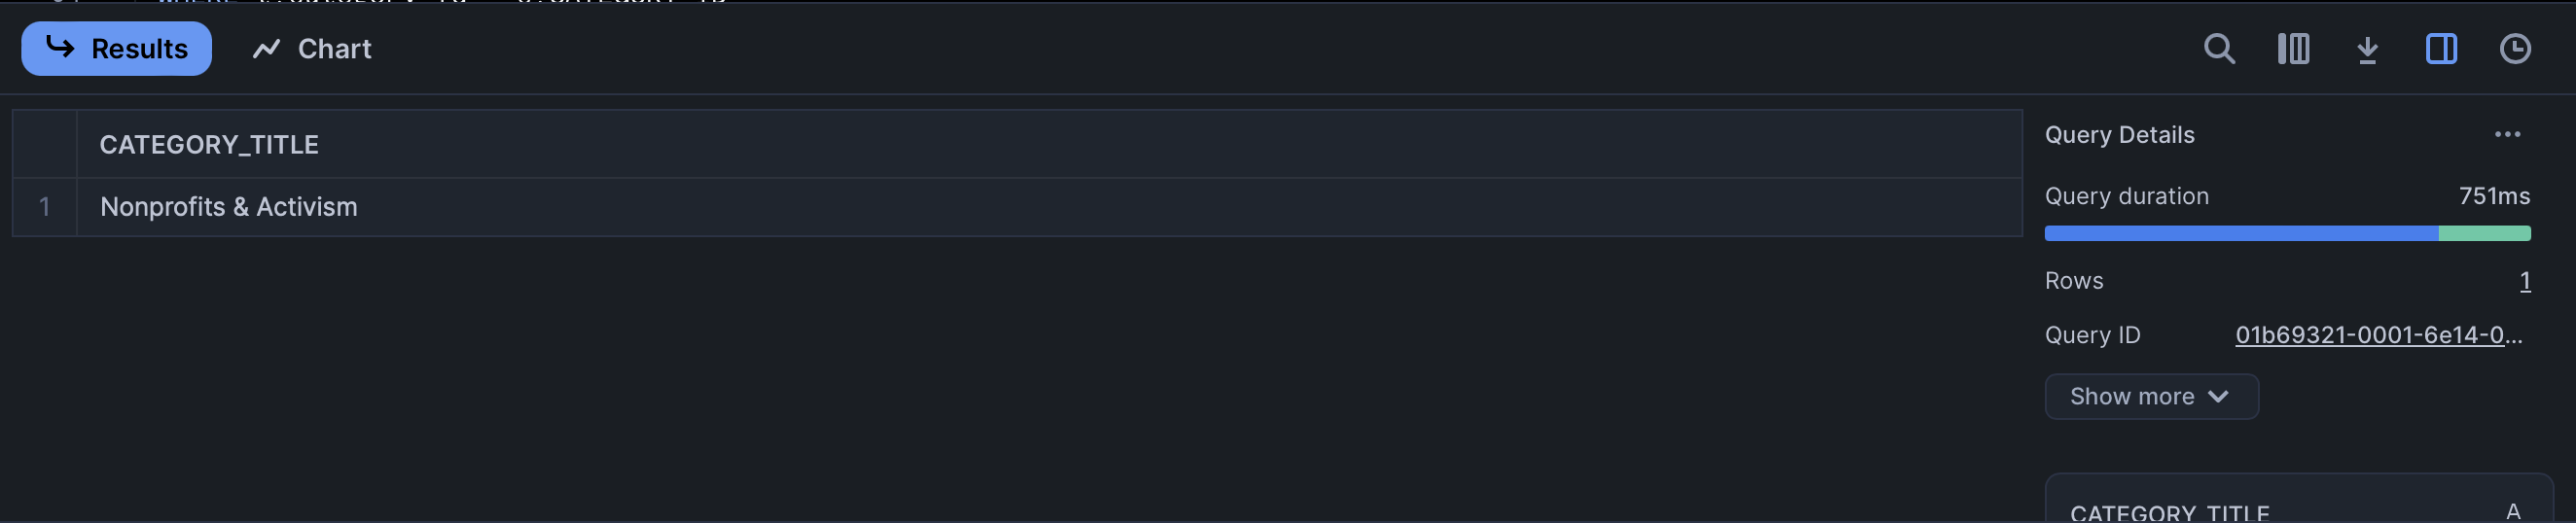 Results
Chart
CATEGORY_TITLE
1 Nonprofits & Activism
Query Details
Query duration 751ms
Rows 1
Query ID 01b69321-0001-6e14-0...
Show more
CATEGORY_TITLE A